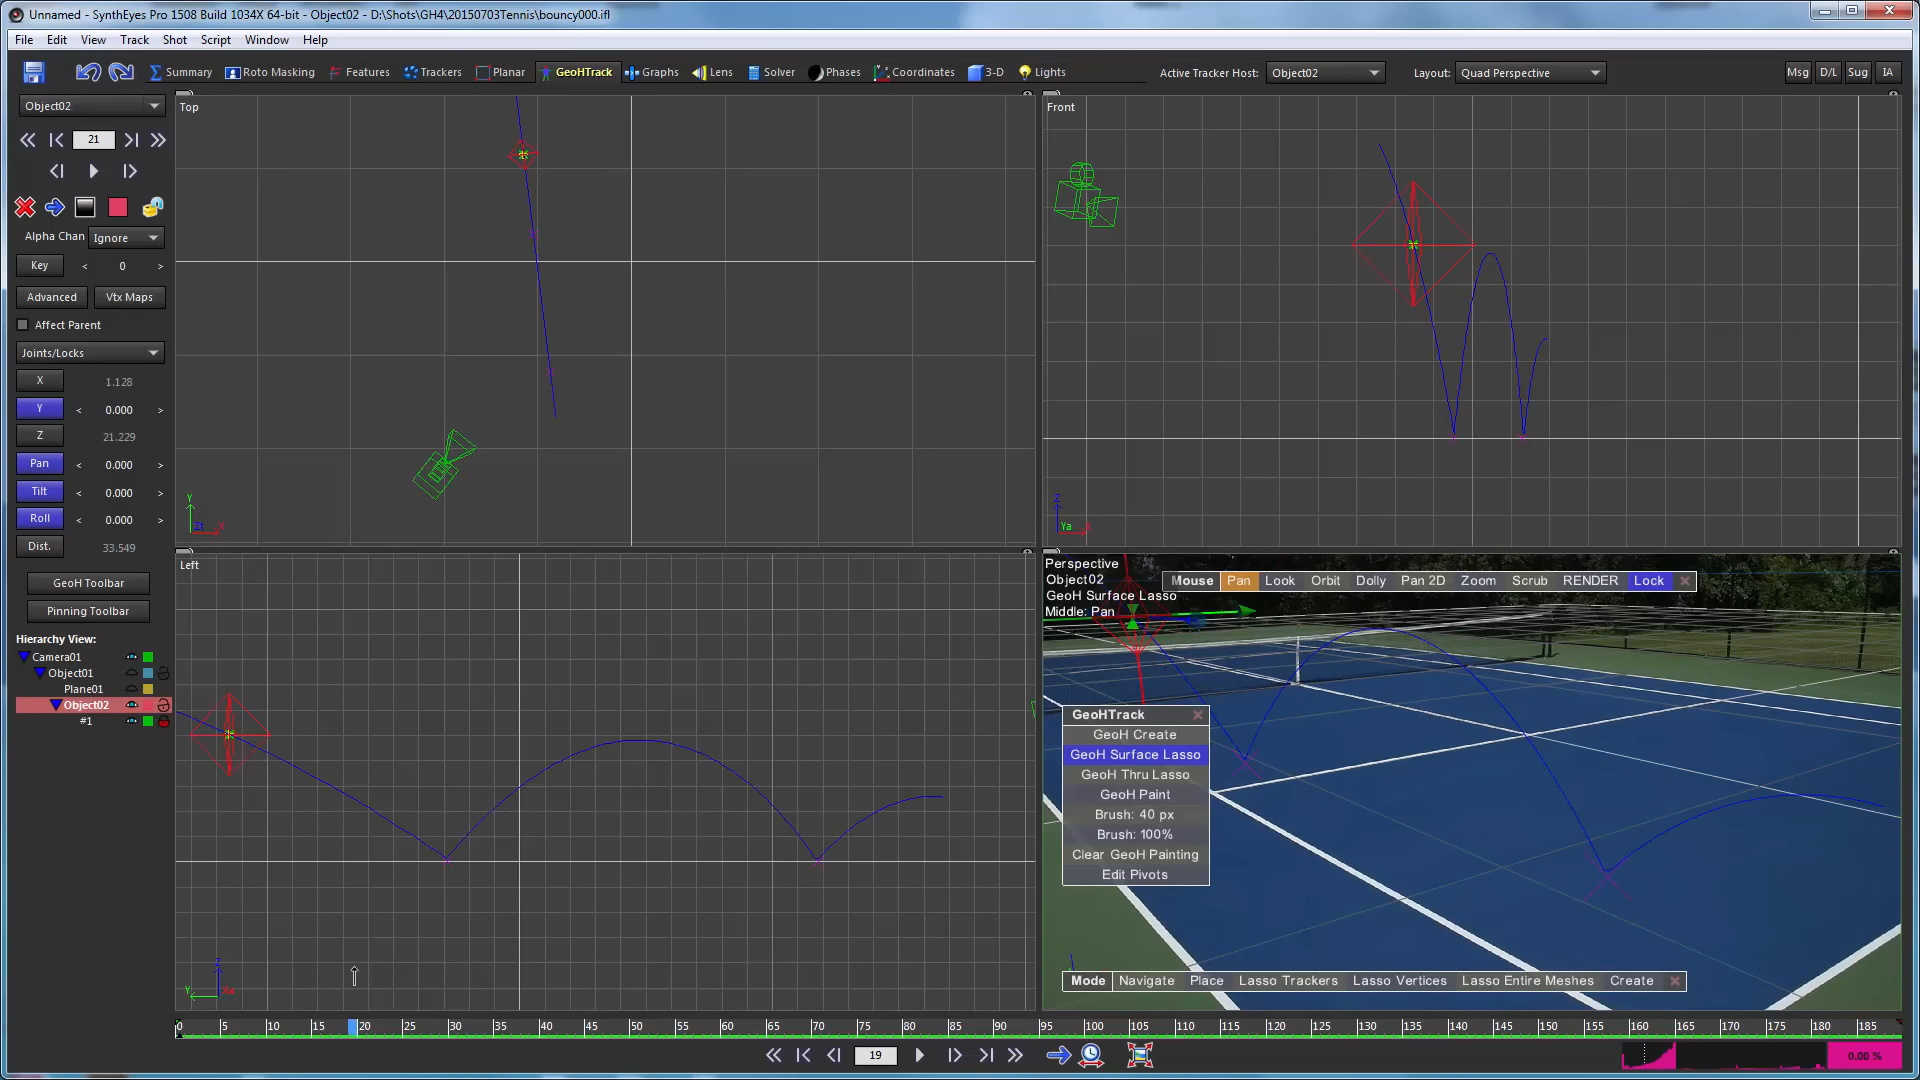 Unnamed - SynthEyes Pro 1508 Build 1034X 64-bit - Object02 - D:\Shots\GH4\20150703Tennis\bouncy000.ifl
File Edit View Track Shot Script Window Help
Summary Roto Masking Features Trackers Planar GeoHTrack Graphs Lens Solver Phases Coordinates 3-D Lights Active Tracker Host: Object02 Layout: Quad Perspective Msg D/L Sug IA
Object02
21
Alpha Chan Ignore
Key < 0 >
Advanced Vtx Maps
Affect Parent
Joints/Locks
X 1.128
Y < 0.000 >
Z 21.229
Pan < 0.000 >
Tilt < 0.000 >
Roll < 0.000 >
Dist. 33.549
GeoH Toolbar
Pinning Toolbar
Hierarchy View:
Camera01
Object01
Plane01
Object02
#1
Top
Y
Zt X
Front
Z
Ya X
Left
Z
Y Xa
Perspective
Object02
GeoH Surface Lasso
Middle: Pan
Mouse Pan Look Orbit Dolly Pan 2D Zoom Scrub RENDER Lock
GeoHTrack
GeoH Create
GeoH Surface Lasso
GeoH Thru Lasso
GeoH Paint
Brush: 40 px
Brush: 100%
Clear GeoH Painting
Edit Pivots
Mode Navigate Place Lasso Trackers Lasso Vertices Lasso Entire Meshes Create
0 5 10 15 20 25 30 35 40 45 50 55 60 65 70 75 80 85 90 95 100 105 110 115 120 125 130 135 140 145 150 155 160 165 170 175 180 185
19
0.00 %